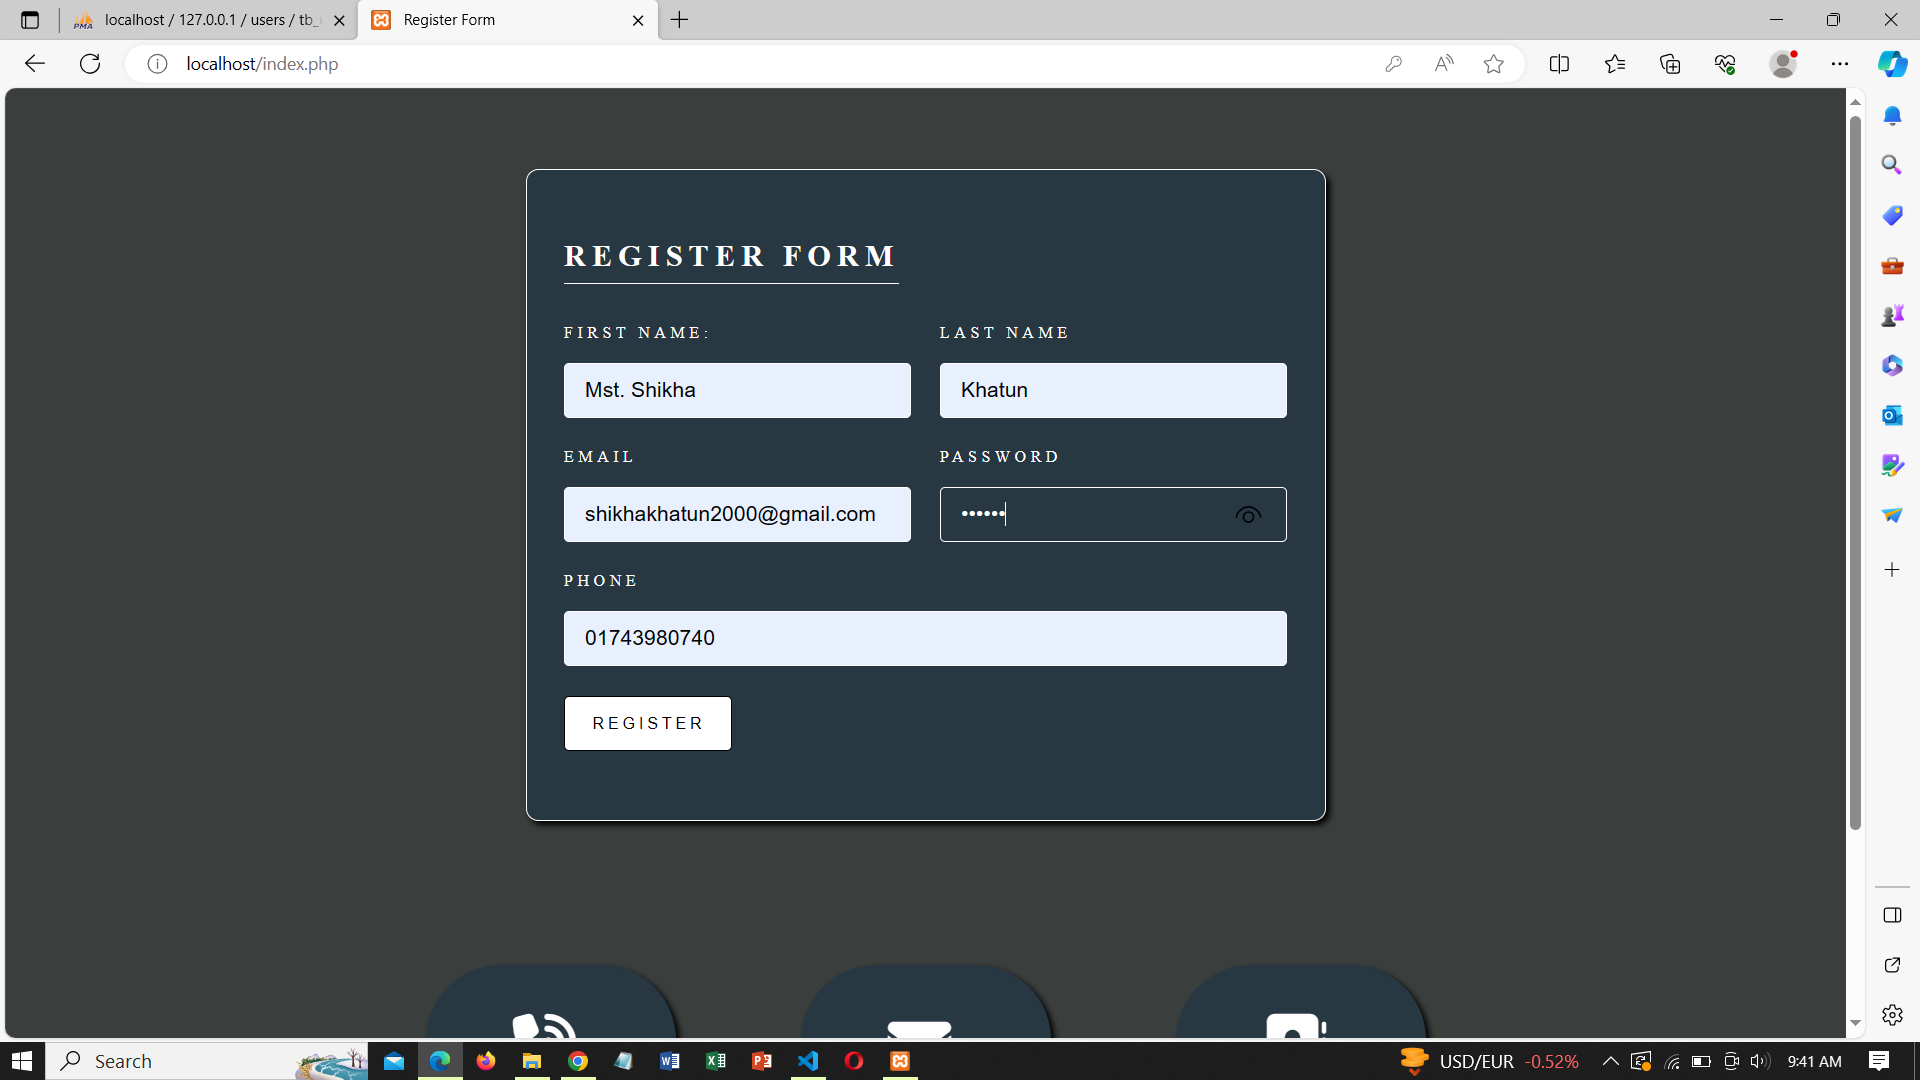 localhost / 127.0.0.1 / users / tb_
Register Form
localhost/index.php
REGISTER FORM
FIRST NAME:
LAST NAME
Mst. Shikha
Khatun
EMAIL
PASSWORD
shikhakhatun2000@gmail.com
••••••
PHONE
01743980740
REGISTER
Search
USD/EUR -0.52%
9:41 AM